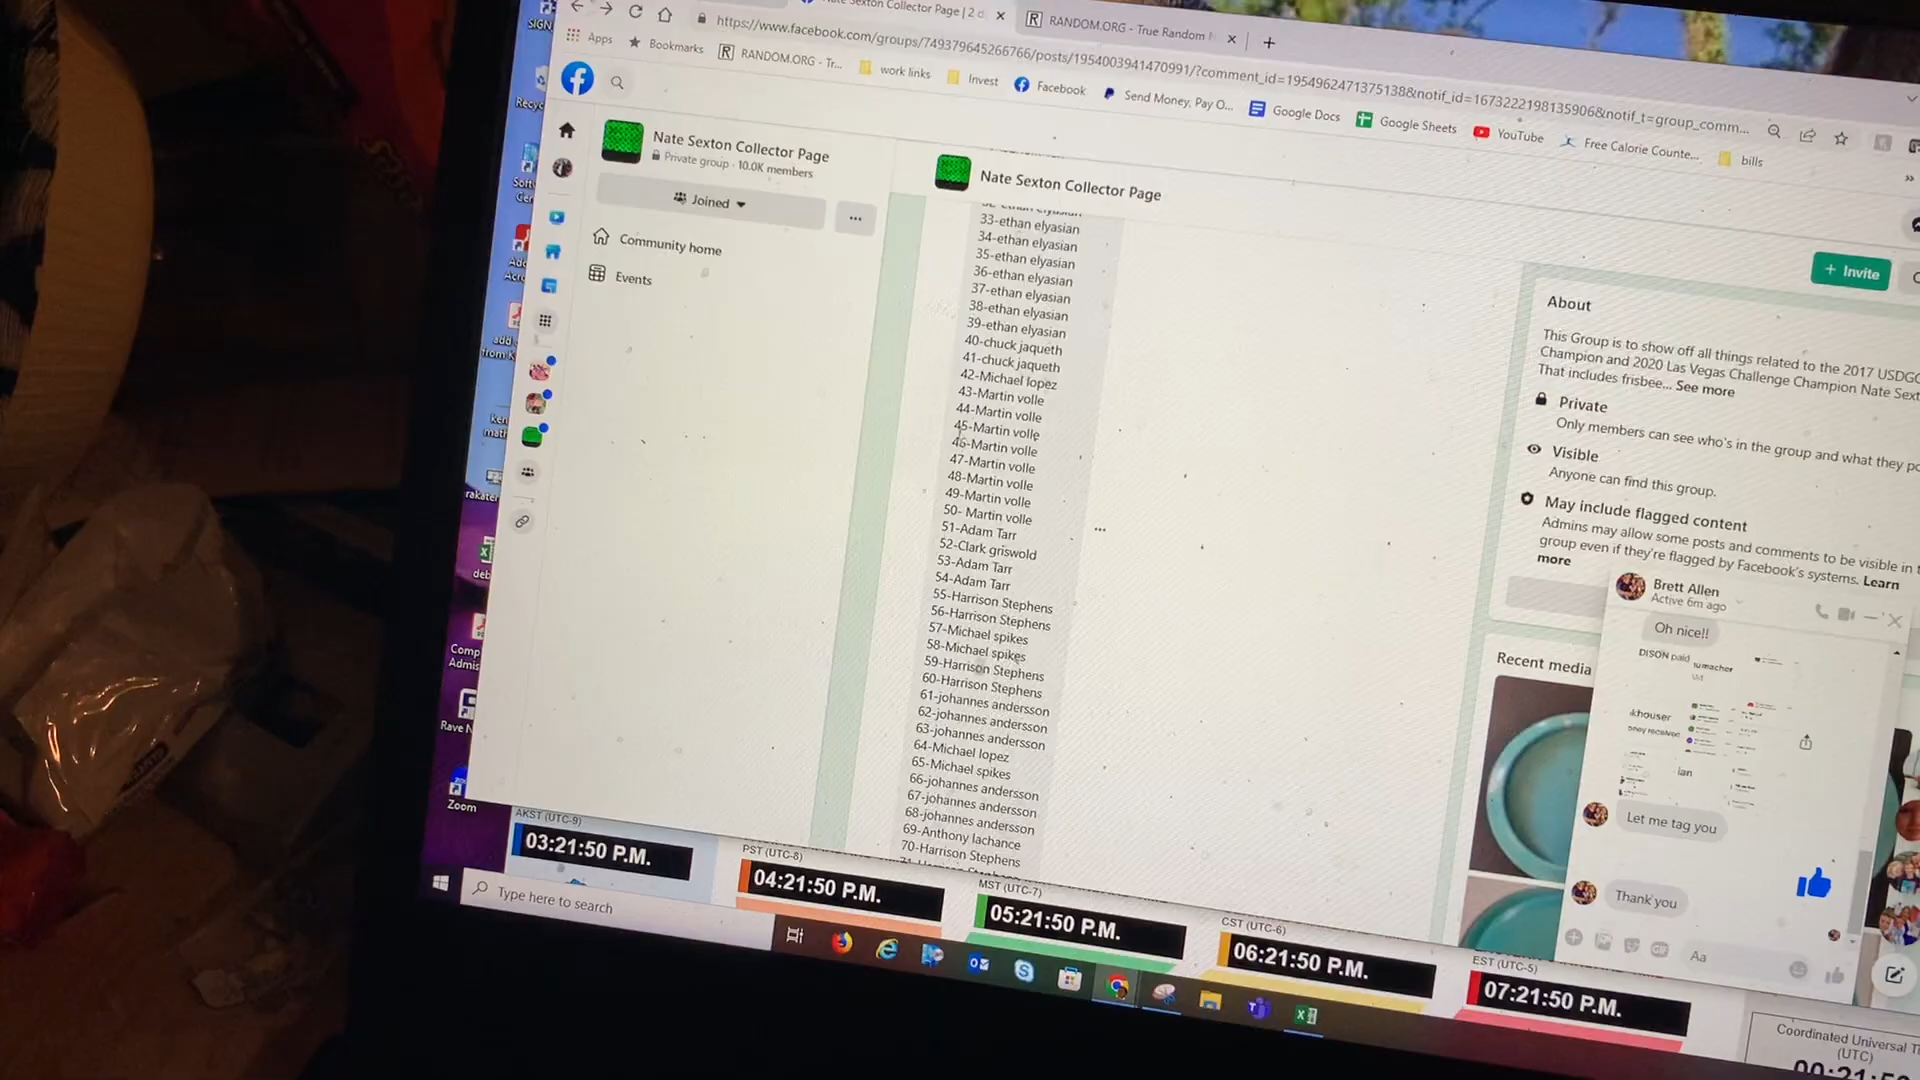 Nate Sexton Collector Page | 2 d
RANDOM.ORG - True Random
https://www.facebook.com/groups/749379645266766/posts/1954003941470991/?comment_id=1954962471375138&notif_id=1673222198135906&notif_t=group_comm...
Apps
Bookmarks
RANDOM.ORG - Tr...
work links
Invest
Facebook
Send Money, Pay O...
Google Docs
Google Sheets
YouTube
Free Calorie Counte...
bills
Nate Sexton Collector Page
Private group · 10.0K members
Joined
Community home
Events
Nate Sexton Collector Page
33-ethan elyasian
34-ethan elyasian
35-ethan elyasian
36-ethan elyasian
37-ethan elyasian
38-ethan elyasian
39-ethan elyasian
40-chuck jaqueth
41-chuck jaqueth
42-Michael lopez
43-Martin volle
44-Martin volle
45-Martin volle
46-Martin volle
47-Martin volle
48-Martin volle
49-Martin volle
50- Martin volle
51-Adam Tarr
52-Clark griswold
53-Adam Tarr
54-Adam Tarr
55-Harrison Stephens
56-Harrison Stephens
57-Michael spikes
58-Michael spikes
59-Harrison Stephens
60-Harrison Stephens
61-johannes andersson
62-johannes andersson
63-johannes andersson
64-Michael lopez
65-Michael spikes
66-johannes andersson
67-johannes andersson
68-johannes andersson
69-Anthony lachance
70-Harrison Stephens
+ Invite
About
This Group is to show off all things related to the 2017 USDGC
Champion and 2020 Las Vegas Challenge Champion Nate Sext
That includes frisbee... See more
Private
Only members can see who's in the group and what they po
Visible
Anyone can find this group.
May include flagged content
Admins may allow some posts and comments to be visible in t
group even if they're flagged by Facebook's systems. Learn
more
Recent media
Brett Allen
Active 6m ago
Oh nice!!
DISON paid
umacher
khouser
oney received
ian
Let me tag you
Thank you
Aa
Recyc
Zoom
Rave N
Comp
Admis
AKST (UTC-9)
03:21:50 P.M.
PST (UTC-8)
04:21:50 P.M.
MST (UTC-7)
05:21:50 P.M.
CST (UTC-6)
06:21:50 P.M.
EST (UTC-5)
07:21:50 P.M.
Coordinated Universal T
(UTC)
Type here to search